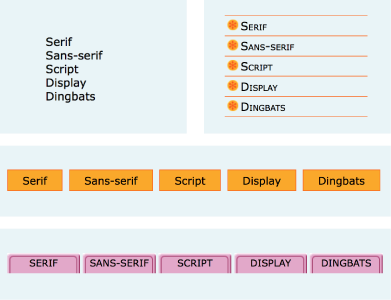 Serif
Sans-serif
Script
Display
Dingbats
Serif
Sans-serif
Script
Display
Dingbats
Serif Sans-serif Script Display Dingbats
SERIF SANS-SERIF SCRIPT DISPLAY DINGBATS